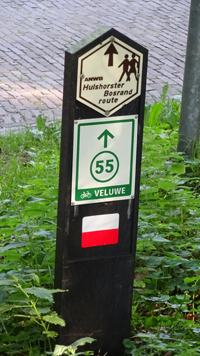 ANWB
Hulshorster
Bosrand
route
55
VELUWE